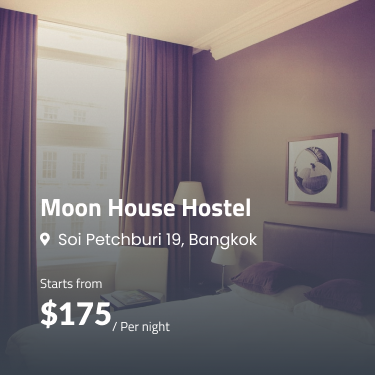 Moon House Hostel
Soi Petchburi 19, Bangkok
Starts from
$175 / Per night